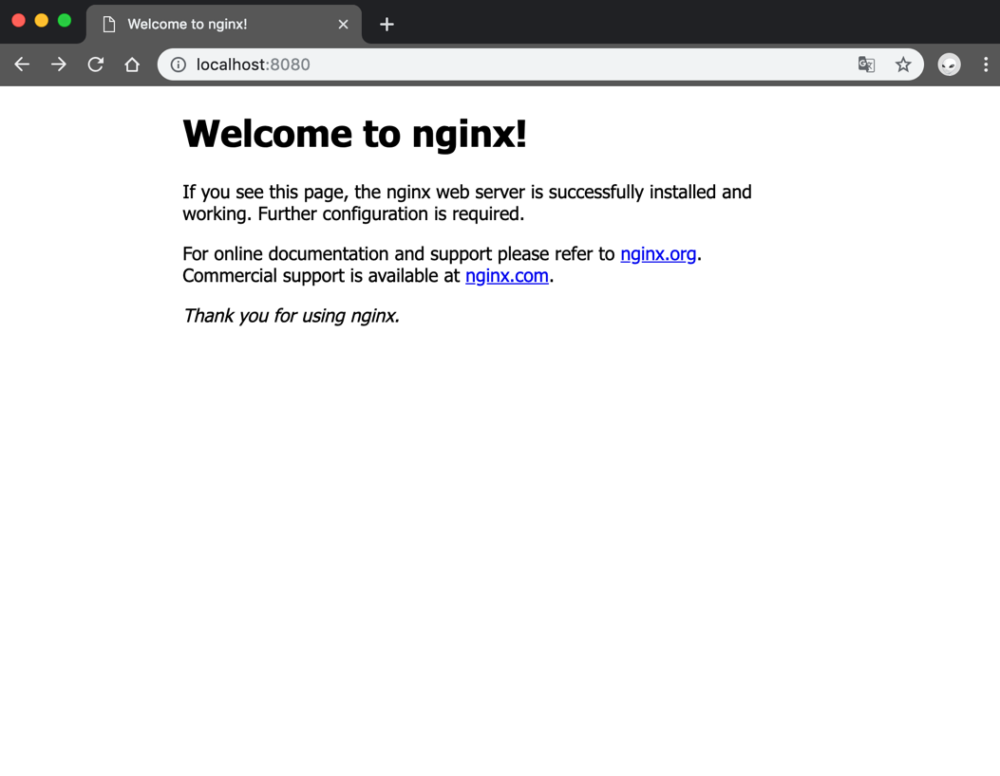 Welcome to nginx!
localhost:8080
Welcome to nginx!
If you see this page, the nginx web server is successfully installed and
working. Further configuration is required.
For online documentation and support please refer to nginx.org.
Commercial support is available at nginx.com.
Thank you for using nginx.